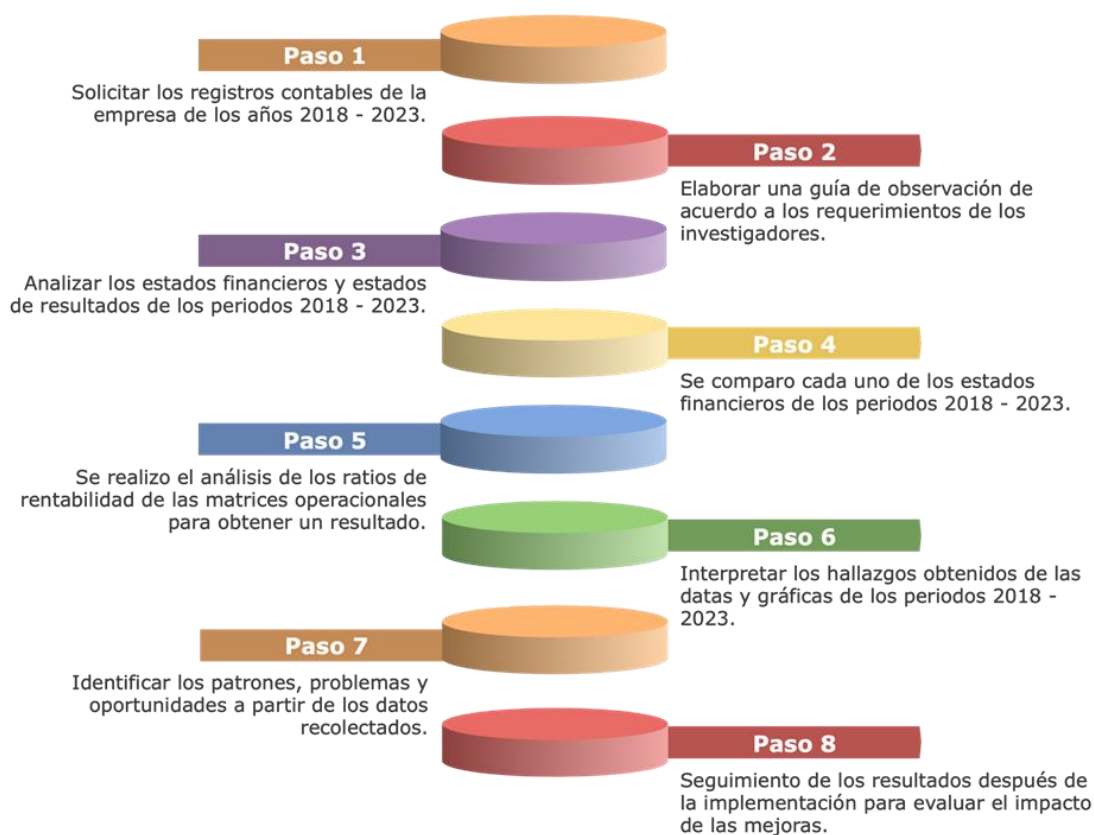 Paso 1
Solicitar los registros contables de la
empresa de los años 2018 - 2023.
Paso 2
Elaborar una guía de observación de
acuerdo a los requerimientos de los
investigadores.
Paso 3
Analizar los estados financieros y estados
de resultados de los periodos 2018 - 2023.
Paso 4
Se comparo cada uno de los estados
financieros de los periodos 2018 - 2023.
Paso 5
Se realizo el análisis de los ratios de
rentabilidad de las matrices operacionales
para obtener un resultado.
Paso 6
Interpretar los hallazgos obtenidos de las
datas y gráficas de los periodos 2018 -
2023.
Paso 7
Identificar los patrones, problemas y
oportunidades a partir de los datos
recolectados.
Paso 8
Seguimiento de los resultados después de
la implementación para evaluar el impacto
de las mejoras.